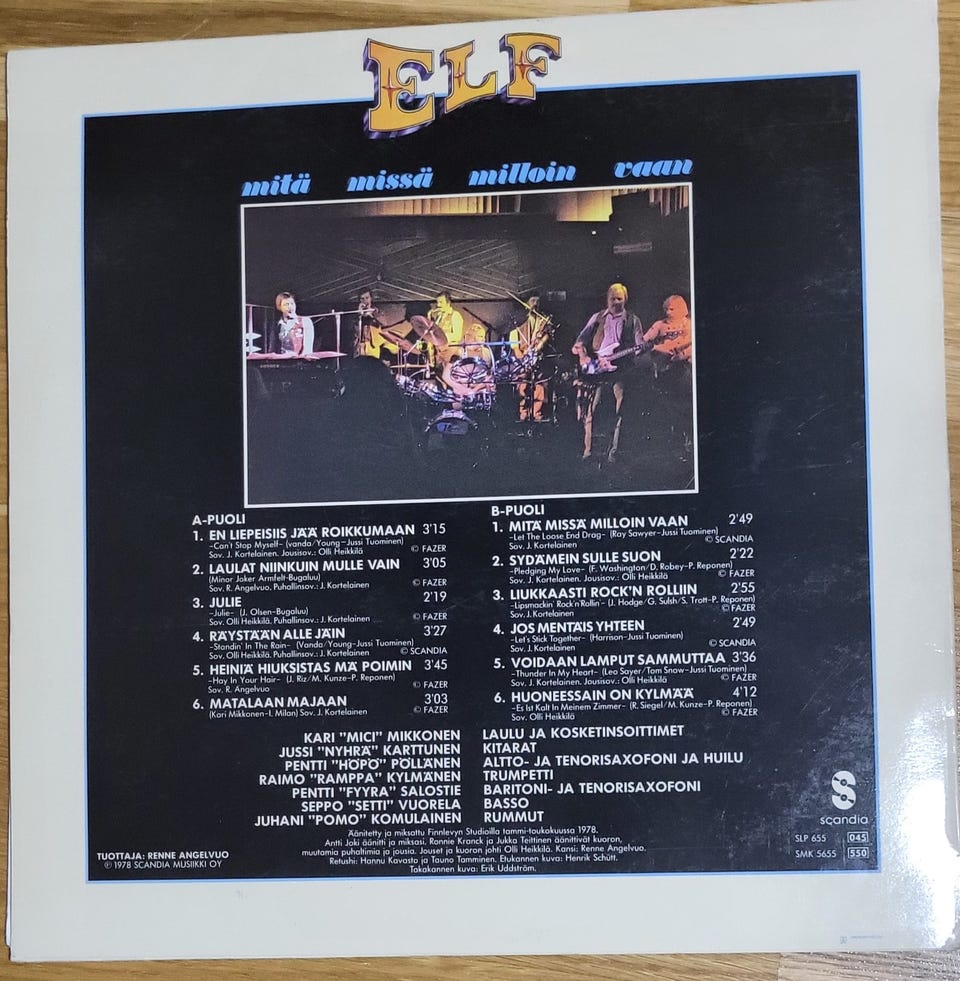 ELF
mitä missä milloin vaan
A-PUOLI
1. EN LIEPEISIIS JÄÄ ROIKKUMAAN 3'15
-Can't Stop Myself- (vanda/Young-Jussi Tuominen)
Sov. J. Kortelainen. Jousisov.: Olli Heikkilä © FAZER
2. LAULAT NIINKUIN MULLE VAIN 3'05
(Minor Joker Armfelt-Bugaluu)
Sov. R. Angelvuo. Puhallinsov.: J. Kortelainen © FAZER
3. JULIE 2'19
-Julie- (J. Olsen-Bugaluu)
Sov. Olli Heikkilä. Puhallinsov.: J. Kortelainen © FAZER
4. RÄYSTÄÄN ALLE JÄIN 3'27
-Standin' In The Rain- (Vanda/Young-Jussi Tuominen)
Sov. Olli Heikkilä. Puhallinsov.: J. Kortelainen © SCANDIA
5. HEINIÄ HIUKSISTAS MÄ POIMIN 3'45
-Hay In Your Hair- (J. Riz/M. Kunze-P. Reponen)
Sov. R. Angelvuo © FAZER
6. MATALAAN MAJAAN 3'03
(Kari Mikkonen-I. Milan) Sov. J. Kortelainen © FAZER
B-PUOLI
1. MITÄ MISSÄ MILLOIN VAAN 2'49
-Let The Loose End Drag- (Ray Sawyer-Jussi Tuominen)
Sov. J. Kortelainen © SCANDIA
2. SYDÄMEIN SULLE SUON 2'22
-Pledging My Love- (F. Washington/D. Robey-P. Reponen)
Sov. J. Kortelainen. Jousisov.: Olli Heikkilä © FAZER
3. LIUKKAASTI ROCK'N ROLLIN 2'55
-Lipsmackin' Rock'n Rollin'- (J. Hodge/G. Sulsh/S. Trott-P. Reponen)
Sov. J. Kortelainen © FAZER
4. JOS MENTÄIS YHTEEN 2'49
-Let's Stick Together- (Harrison-Jussi Tuominen)
Sov. J. Kortelainen © SCANDIA
5. VOIDAAN LAMPUT SAMMUTTAA 3'36
-Thunder In My Heart- (Leo Sayer/Tom Snow-Jussi Tuominen)
Sov. J. Kortelainen. Jousisov.: Olli Heikkilä © FAZER
6. HUONEESSAIN ON KYLMÄÄ 4'12
-Es Ist Kalt In Meinem Zimmer- (R. Siegel/M. Kunze-P. Reponen)
Sov. Olli Heikkilä © FAZER
KARI "MICI" MIKKONEN LAULU JA KOSKETINSOITTIMET
JUSSI "NYHRÄ" KARTTUNEN KITARAT
PENTTI "HÖPÖ" PÖLLÄNEN ALTTO- JA TENORISAXOFONI JA HUILU
RAIMO "RAMPPA" KYLMÄNEN TRUMPETTI
PENTTI "FYYRA" SALOSTIE BARITONI- JA TENORISAXOFONI
SEPPO "SETTI" VUORELA BASSO
JUHANI "POMO" KOMULAINEN RUMMUT
Äänitetty ja miksattu Finnlevyn Studioilla tammi-toukokuussa 1978.
Antti Joki äänitti ja miksasi. Ronnie Kranck ja Jukka Teittinen äänittivät kuoron,
muutamia puhaltimia ja jousia. Jouset ja kuoron johti Olli Heikkilä. Kansi: Renne Angelvuo.
Retushi: Hannu Kavasto ja Tauno Tamminen. Etukannen kuva: Henrik Schütt.
Takakannen kuva: Erik Uddström.
TUOTTAJA: RENNE ANGELVUO
℗ 1978 SCANDIA MUSIIKKI OY
S
scandia
SLP 655 045
SMK 5655 550